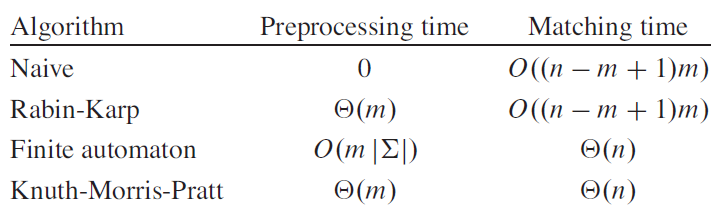 Algorithm Preprocessing time Matching time
Naive 0 O((n − m + 1)m)
Rabin-Karp Θ(m) O((n − m + 1)m)
Finite automaton O(m |Σ|) Θ(n)
Knuth-Morris-Pratt Θ(m) Θ(n)